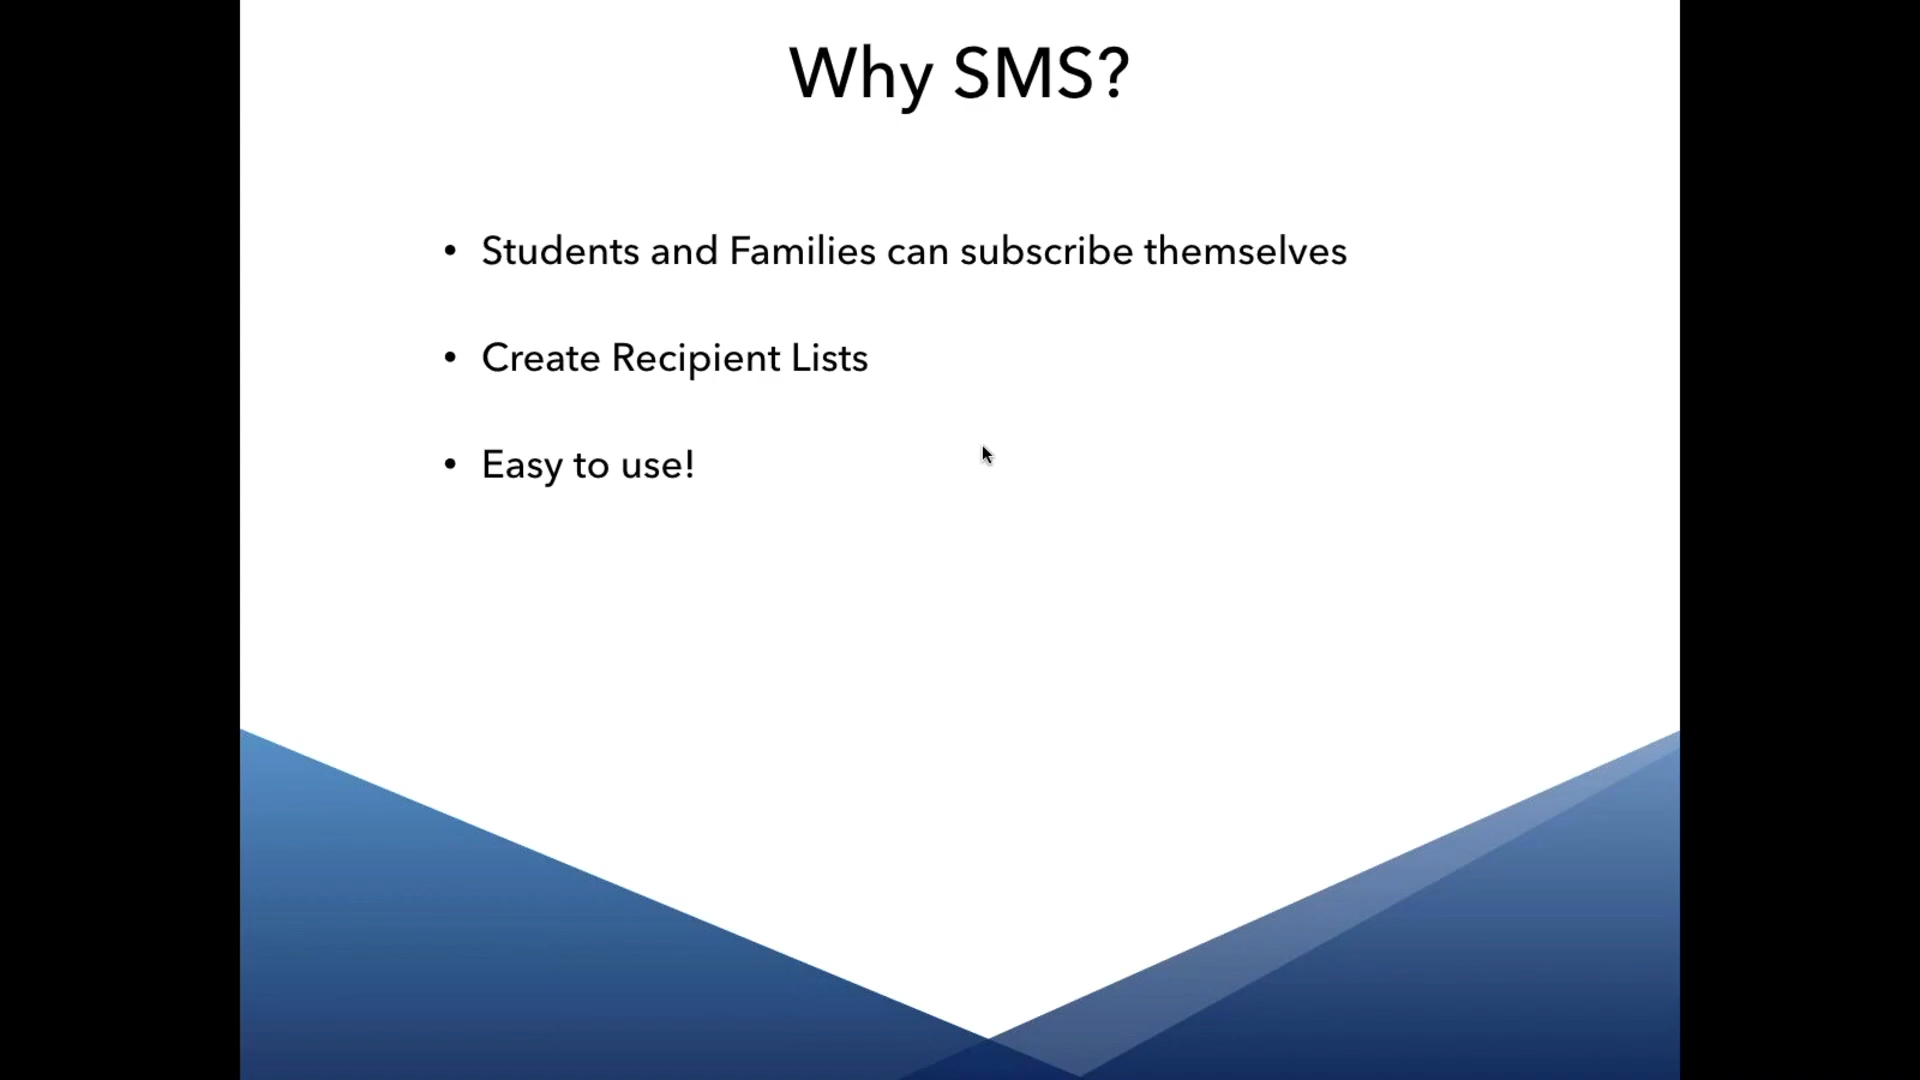 Why SMS?
• Students and Families can subscribe themselves
• Create Recipient Lists
• Easy to use!